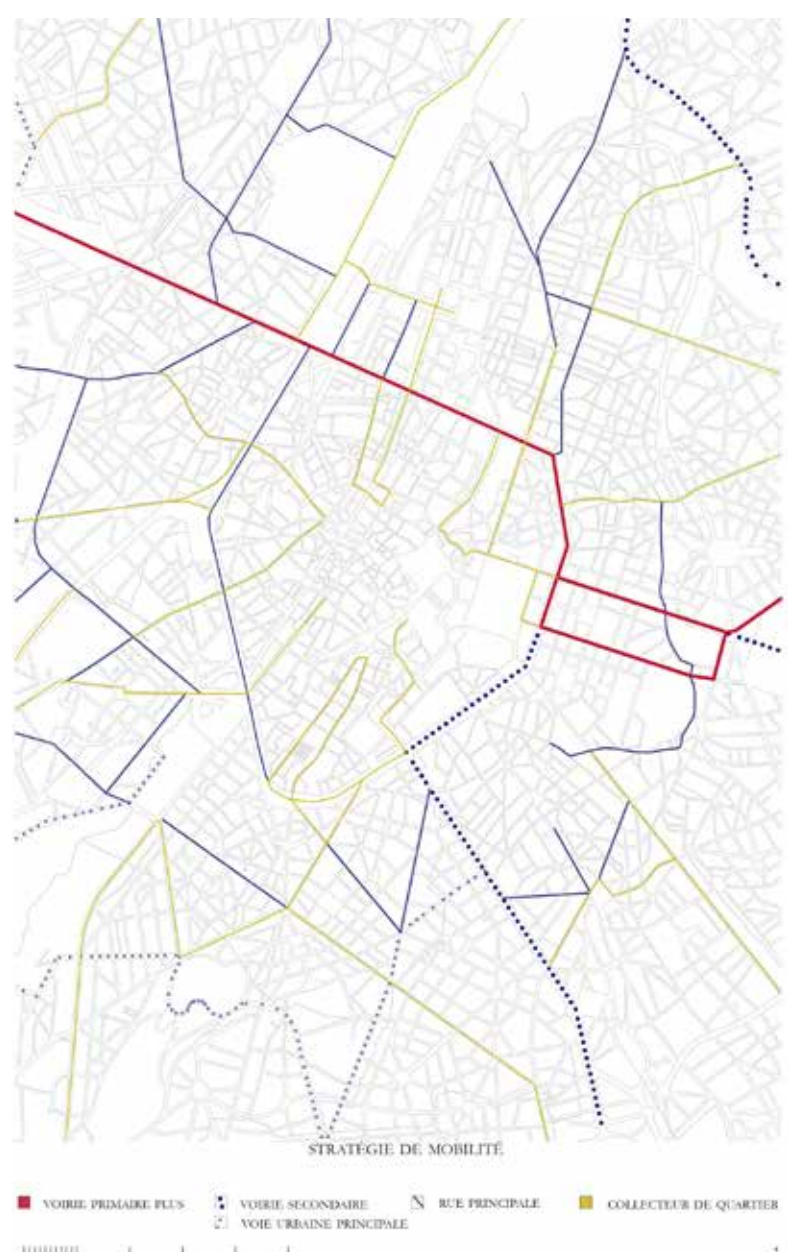 STRATÉGIE DE MOBILITÉ
VOIRIE PRIMAIRE PLUS
VOIRIE SECONDAIRE
RUE PRINCIPALE
COLLECTEUR DE QUARTIER
VOIE URBAINE PRINCIPALE